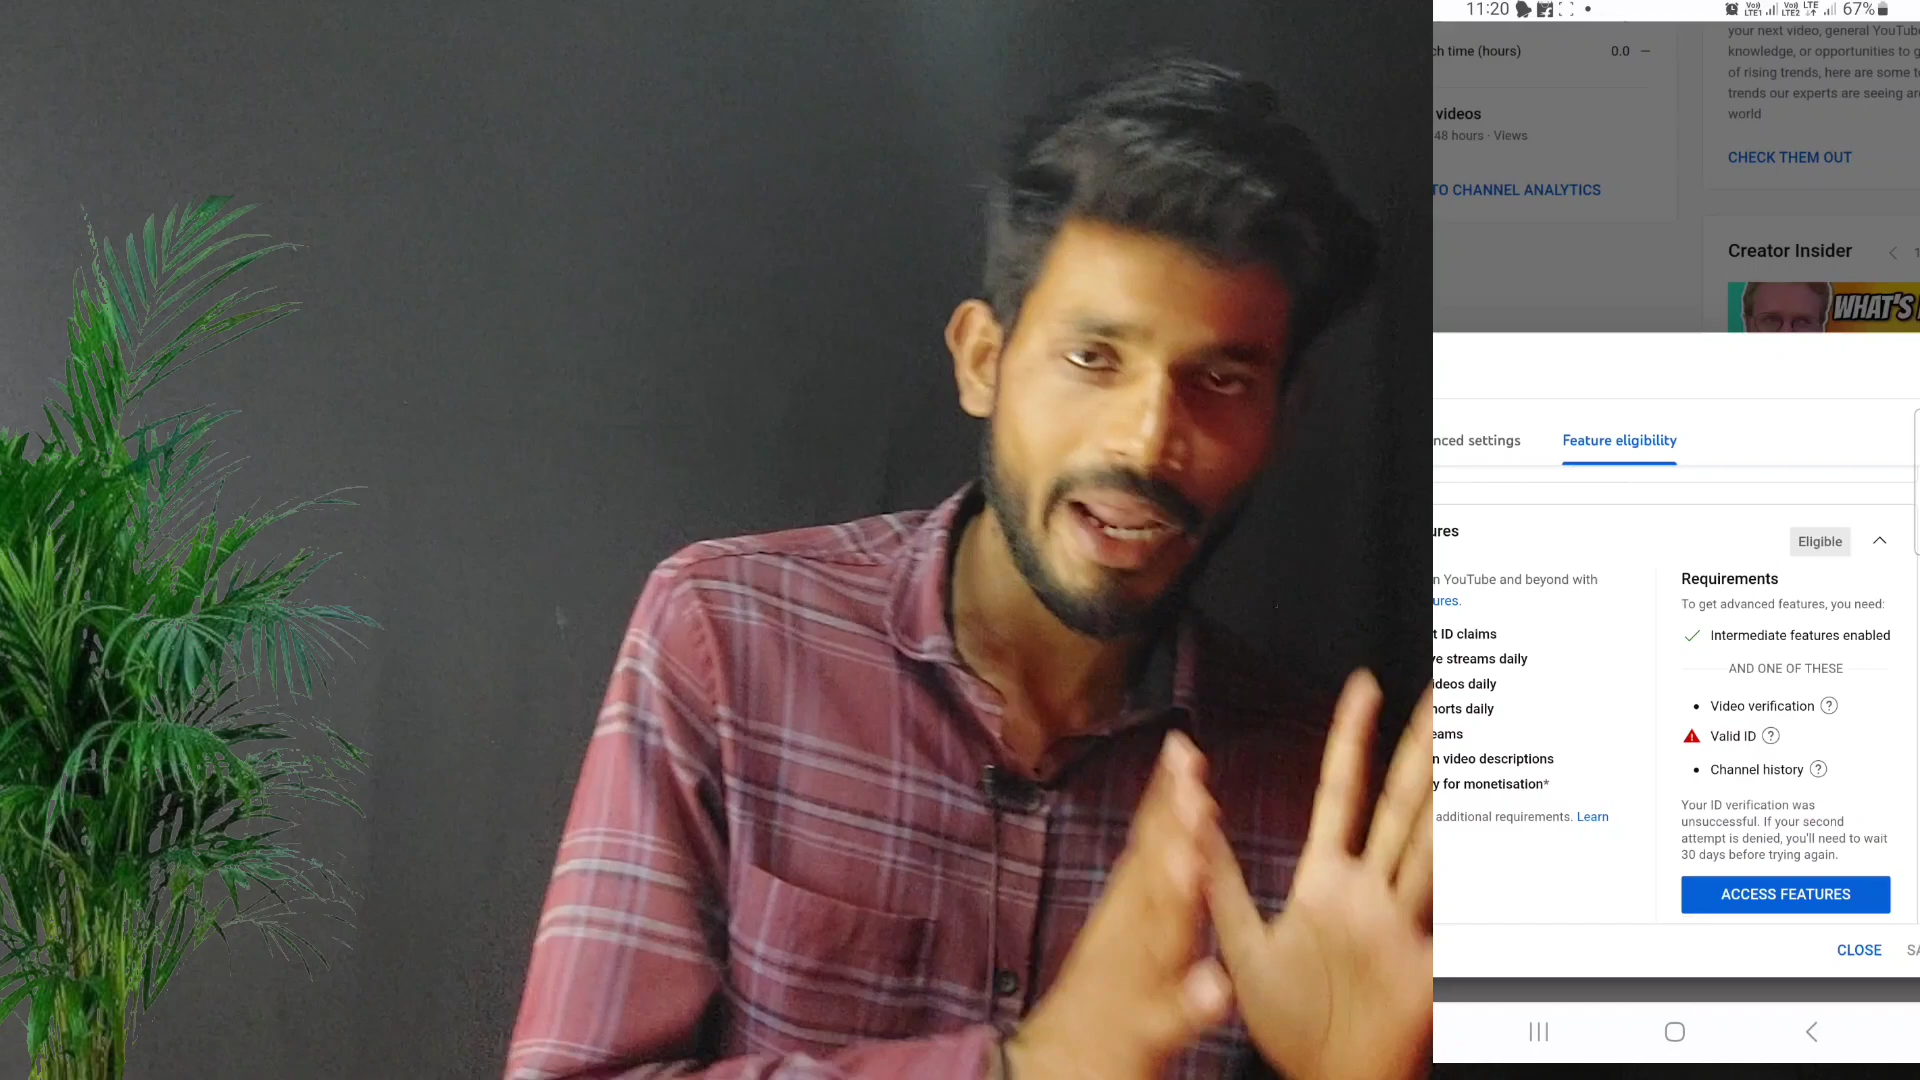 11:20
67%
ch time (hours) 0.0 —
videos
48 hours · Views
TO CHANNEL ANALYTICS
your next video, general YouTube
knowledge, or opportunities to g
of rising trends, here are some t
trends our experts are seeing ar
world
CHECK THEM OUT
Creator Insider
WHAT'S
nced settings
Feature eligibility
ures
Eligible
n YouTube and beyond with
ures.
t ID claims
ve streams daily
ideos daily
horts daily
eams
n video descriptions
y for monetisation*
additional requirements. Learn
Requirements
To get advanced features, you need:
Intermediate features enabled
AND ONE OF THESE
Video verification
Valid ID
Channel history
Your ID verification was
unsuccessful. If your second
attempt is denied, you'll need to wait
30 days before trying again.
ACCESS FEATURES
CLOSE
SA